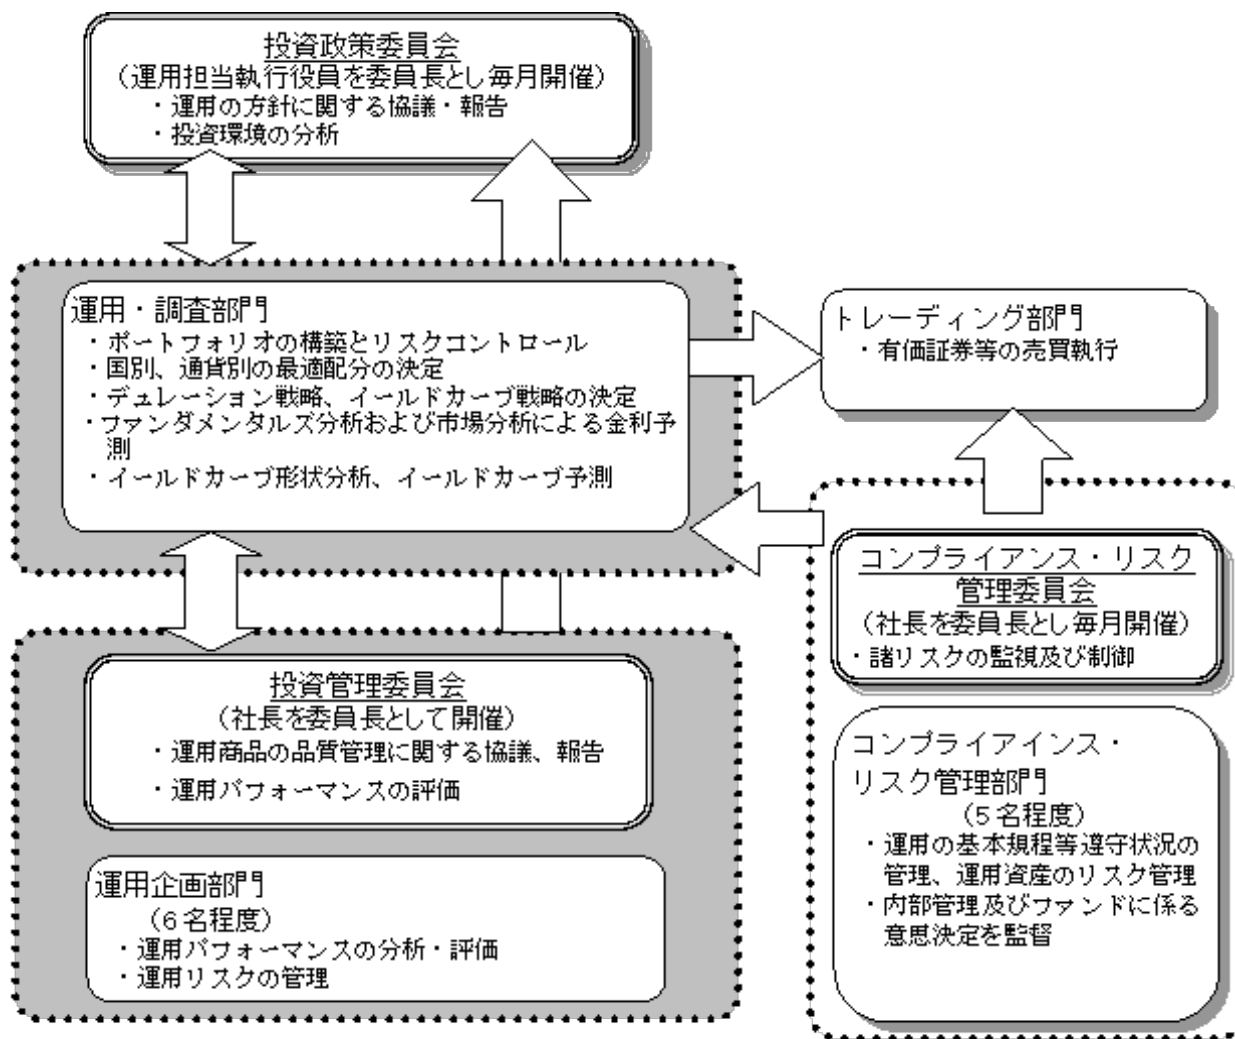 投資政策委員会
(運用担当執行役員を委員長とし毎月開催)
・運用の方針に関する協議・報告
・投資環境の分析
運用・調査部門
・ポートフォリオの構築とリスクコントロール
・国別、通貨別の最適配分の決定
・デュレーション戦略、イールドカーブ戦略の決定
・ファンダメンタルズ分析および市場分析による金利予
測
・イールドカーブ形状分析、イールドカーブ予測
トレーディング部門
・有価証券等の売買執行
コンプライアンス・リスク
管理委員会
(社長を委員長とし毎月開催)
・諸リスクの監視及び制御
投資管理委員会
(社長を委員長として開催)
・運用商品の品質管理に関する協議、報告
・運用パフォーマンスの評価
コンプライアインス・
リスク管理部門
(5名程度)
・運用の基本規程等遵守状況の
管理、運用資産のリスク管理
・内部管理及びファンドに係る
意思決定を監督
運用企画部門
(6名程度)
・運用パフォーマンスの分析・評価
・運用リスクの管理